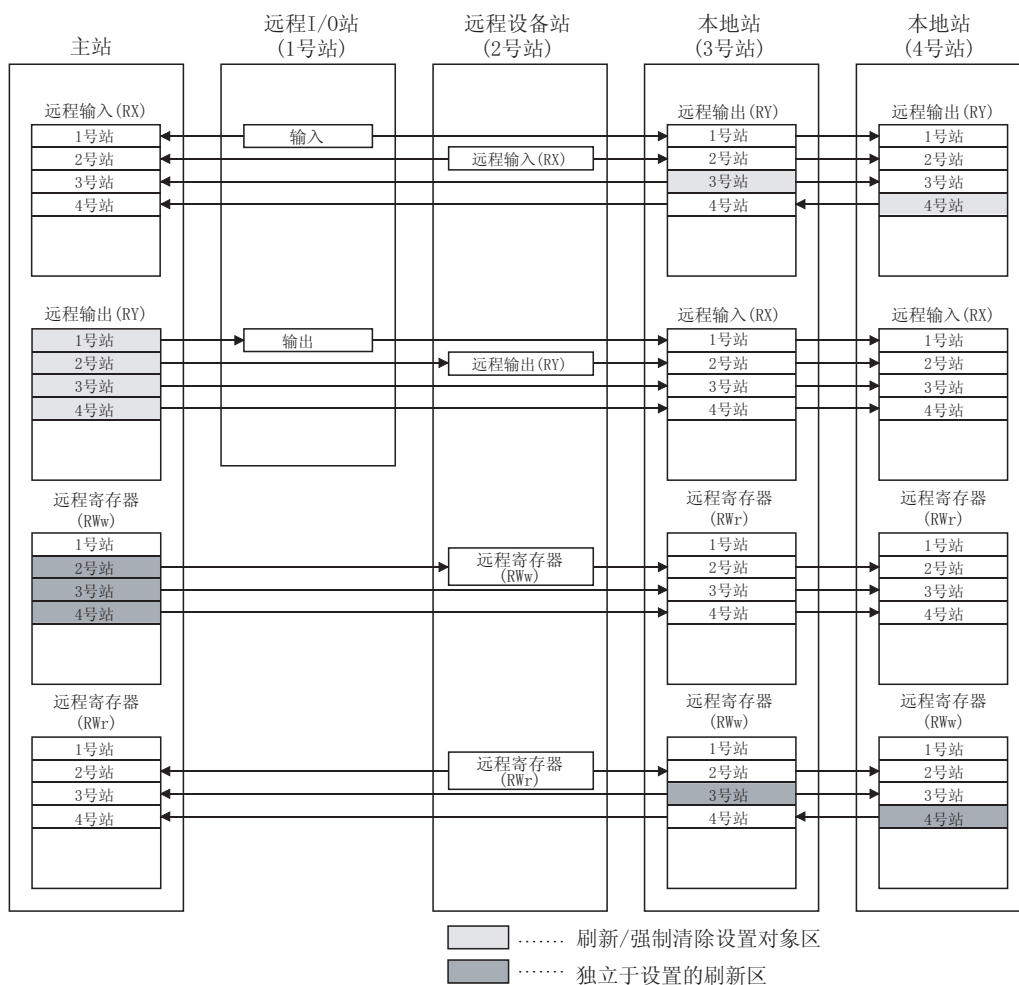 主站
远程I/O站
(1号站)
远程设备站
(2号站)
本地站
(3号站)
本地站
(4号站)
远程输入(RX)
1号站
2号站
3号站
4号站
输入
远程输入(RX)
远程输出(RY)
1号站
2号站
3号站
4号站
远程输出(RY)
1号站
2号站
3号站
4号站
远程输出(RY)
1号站
2号站
3号站
4号站
输出
远程输出(RY)
远程输入(RX)
1号站
2号站
3号站
4号站
远程输入(RX)
1号站
2号站
3号站
4号站
远程寄存器
(RWw)
1号站
2号站
3号站
4号站
远程寄存器
(RWw)
远程寄存器
(RWr)
1号站
2号站
3号站
4号站
远程寄存器
(RWr)
1号站
2号站
3号站
4号站
远程寄存器
(RWr)
1号站
2号站
3号站
4号站
远程寄存器
(RWr)
远程寄存器
(RWw)
1号站
2号站
3号站
4号站
远程寄存器
(RWw)
1号站
2号站
3号站
4号站
······· 刷新/强制清除设置对象区
······· 独立于设置的刷新区